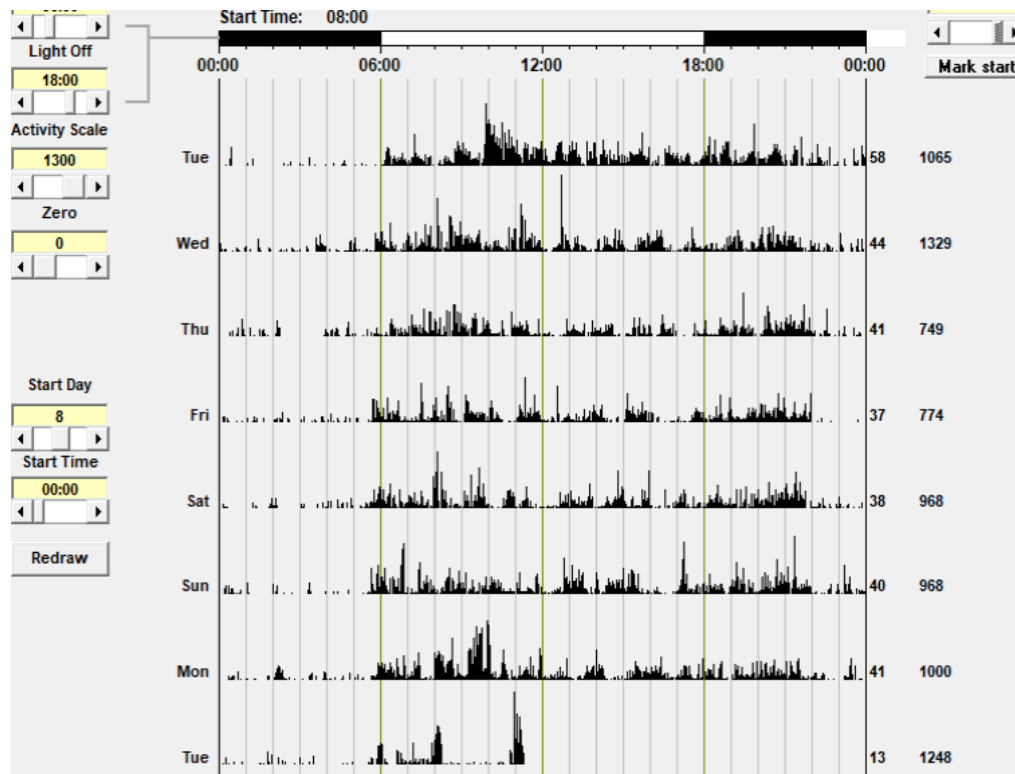 Start Time: 08:00
Light Off
18:00
00:00 06:00 12:00 18:00 00:00
Mark start
Activity Scale
1300
Zero
0
Start Day
8
Start Time
00:00
Redraw
Tue 58 1065
Wed 44 1329
Thu 41 749
Fri 37 774
Sat 38 968
Sun 40 968
Mon 41 1000
Tue 13 1248